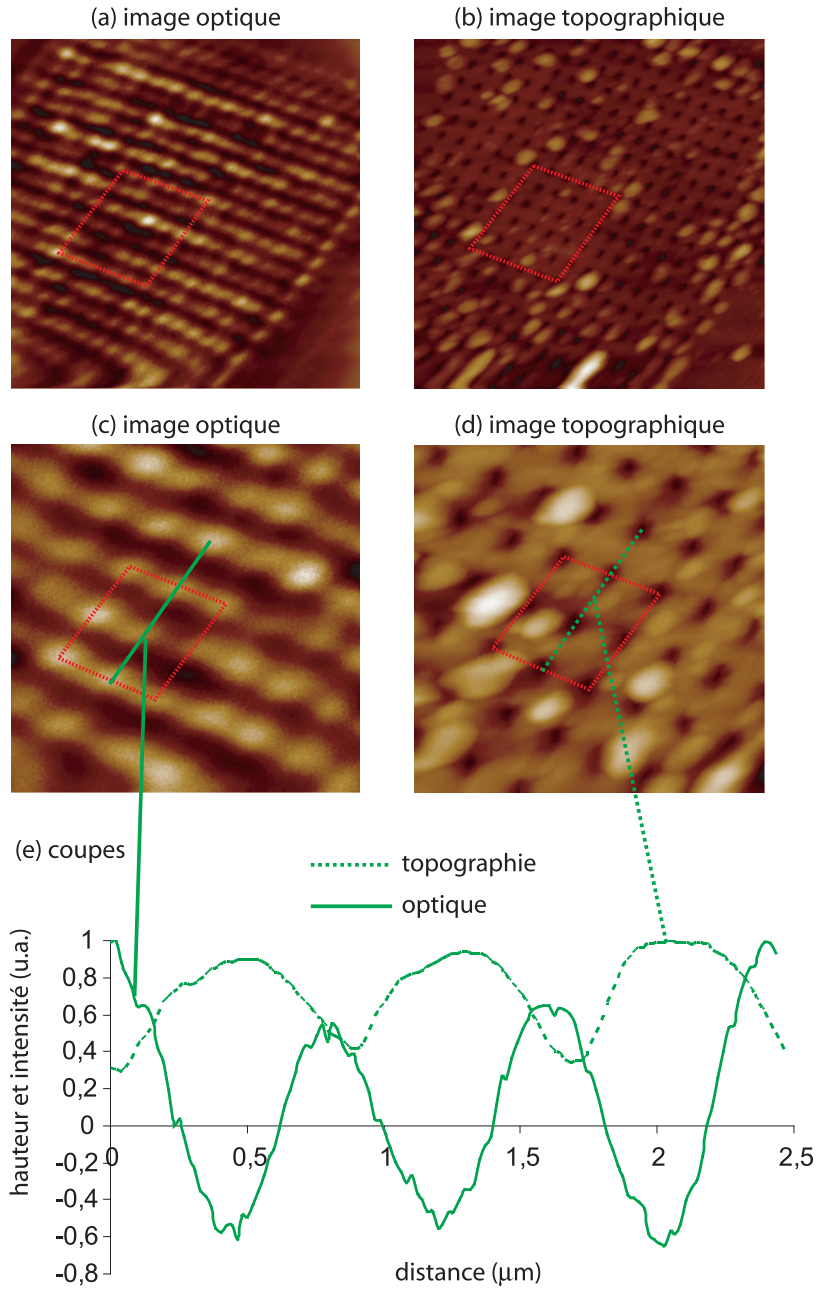 (a) image optique
(b) image topographique
(c) image optique
(d) image topographique
(e) coupes
topographie
optique
hauteur et intensité (u.a.)
1
0,8
0,6
0,4
0,2
0
-0,2
-0,4
-0,6
-0,8
0
0,5
1
1,5
2
2,5
distance (μm)